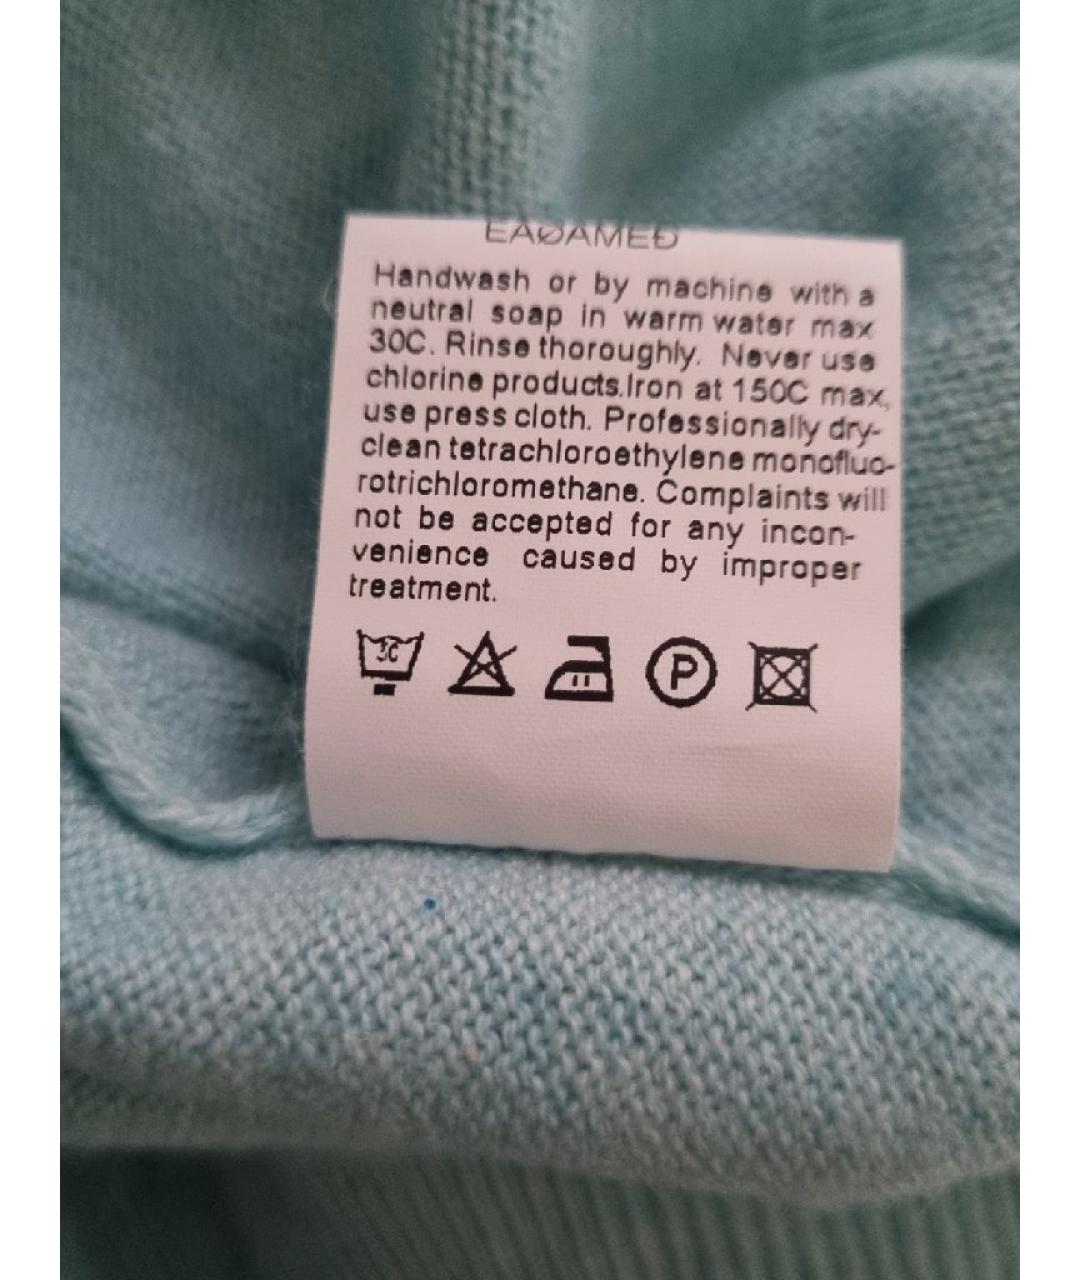 Handwash or by machine with a
neutral soap in warm water max
30C. Rinse thoroughly. Never use
chlorine products.Iron at 150C max,
use press cloth. Professionally dry-
clean tetrachloroethylene monofluo-
rotrichloromethane. Complaints will
not be accepted for any incon-
venience caused by improper
treatment.
30 P